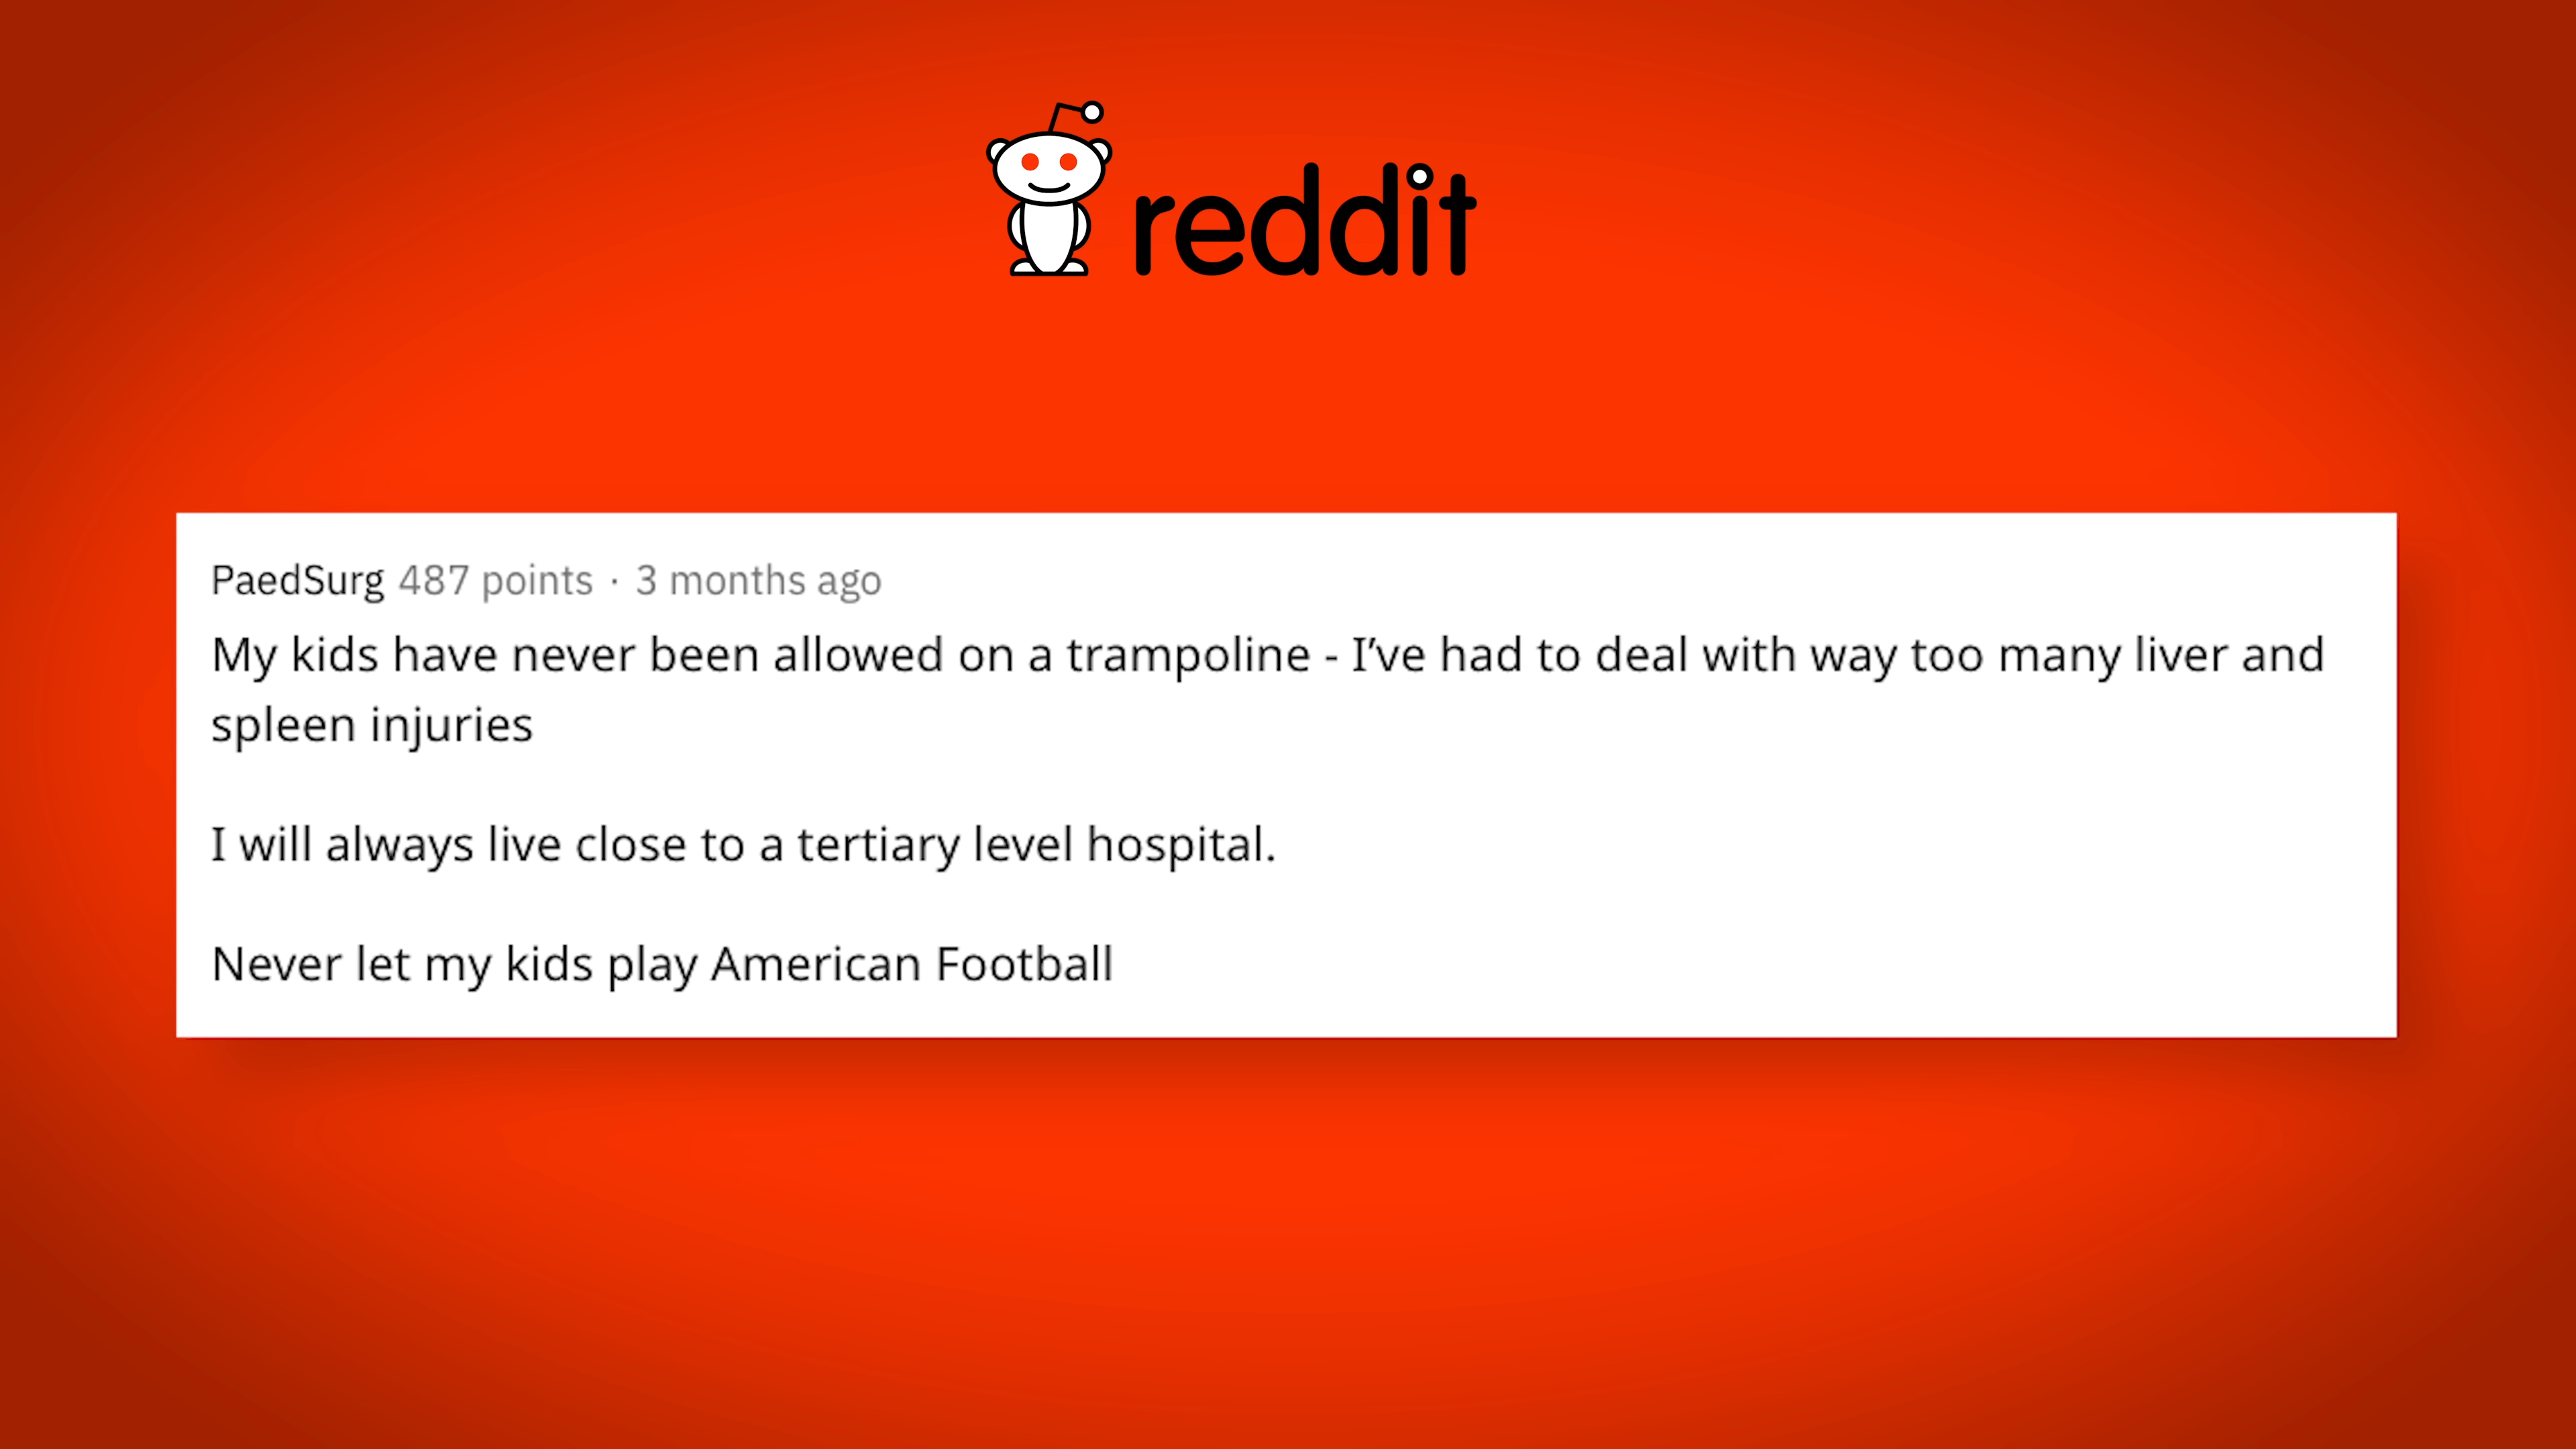 reddit
PaedSurg 487 points · 3 months ago
My kids have never been allowed on a trampoline - I’ve had to deal with way too many liver and
spleen injuries
I will always live close to a tertiary level hospital.
Never let my kids play American Football